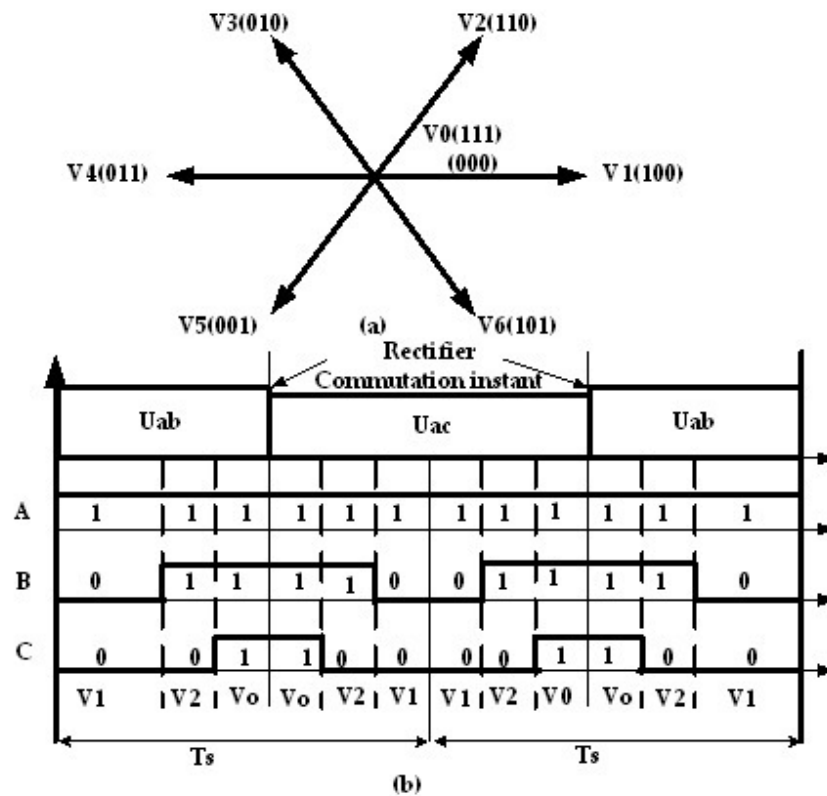 V3(010) V2(110)
V0(111)
(000)
V4(011) V1(100)
V5(001) (a) V6(101)
Rectifier
Commutation instant
Uab Uac Uab
A 1 1 1 1 1 1 1 1 1 1 1 1
B 0 1 1 1 1 0 0 1 1 1 1 0
C 0 0 1 1 0 0 0 0 1 1 0 0
V1 V2 Vo Vo V2 V1 V1 V2 V0 Vo V2 V1
Ts Ts
(b)